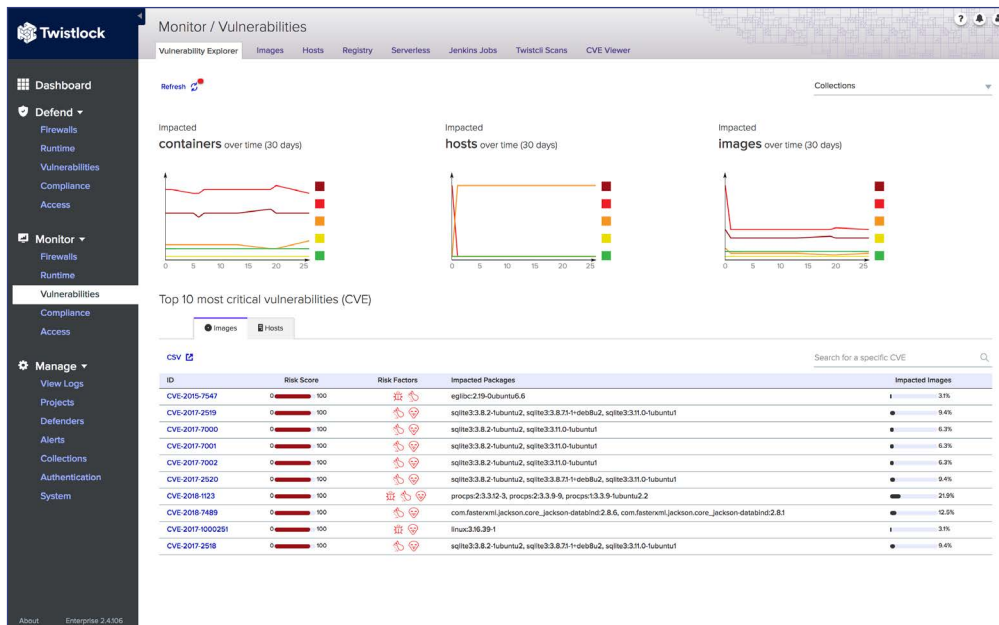 Twistlock
Monitor / Vulnerabilities
Vulnerability Explorer Images Hosts Registry Serverless Jenkins Jobs Twistcli Scans CVE Viewer
Dashboard
Defend
Firewalls
Runtime
Vulnerabilities
Compliance
Access
Monitor
Firewalls
Runtime
Vulnerabilities
Compliance
Access
Manage
View Logs
Projects
Defenders
Alerts
Collections
Authentication
System
About Enterprise 2.4.106
Refresh
Collections
Impacted
containers over time (30 days)
0 5 10 15 20 25
Impacted
hosts over time (30 days)
0 5 10 15 20 25
Impacted
images over time (30 days)
0 5 10 15 20 25
Top 10 most critical vulnerabilities (CVE)
Images Hosts
CSV
Search for a specific CVE
ID Risk Score Risk Factors Impacted Packages Impacted Images
CVE-2015-7547 0 100 eglibc:2.19-0ubuntu6.6 3.1%
CVE-2017-2519 0 100 sqlite3:3.8.2-1ubuntu2, sqlite3:3.8.7.1-1+deb8u2, sqlite3:3.11.0-1ubuntu1 9.4%
CVE-2017-7000 0 100 sqlite3:3.8.2-1ubuntu2, sqlite3:3.11.0-1ubuntu1 6.3%
CVE-2017-7001 0 100 sqlite3:3.8.2-1ubuntu2, sqlite3:3.11.0-1ubuntu1 6.3%
CVE-2017-7002 0 100 sqlite3:3.8.2-1ubuntu2, sqlite3:3.11.0-1ubuntu1 6.3%
CVE-2017-2520 0 100 sqlite3:3.8.2-1ubuntu2, sqlite3:3.8.7.1-1+deb8u2, sqlite3:3.11.0-1ubuntu1 9.4%
CVE-2018-1123 0 100 procps:2:3.3.12-3, procps:2:3.3.9-9, procps:1:3.3.9-1ubuntu2.2 21.9%
CVE-2018-7489 0 100 com.fasterxml.jackson.core_jackson-databind:2.8.6, com.fasterxml.jackson.core_jackson-databind:2.8.1 12.5%
CVE-2017-1000251 0 100 linux:3.16.39-1 3.1%
CVE-2017-2518 0 100 sqlite3:3.8.2-1ubuntu2, sqlite3:3.8.7.1-1+deb8u2, sqlite3:3.11.0-1ubuntu1 9.4%